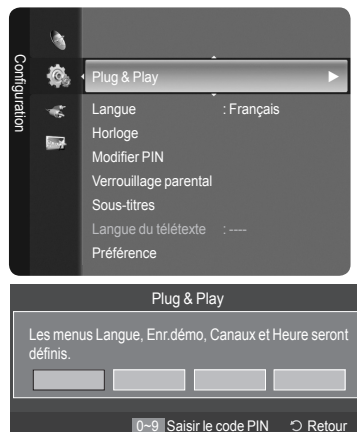 Configuration
Plug & Play
Langue : Français
Horloge
Modifier PIN
Verrouillage parental
Sous-titres
Langue du télétexte : ----
Préférence
Plug & Play
Les menus Langue, Enr.démo, Canaux et Heure seront
définis.
0~9 Saisir le code PIN Retour